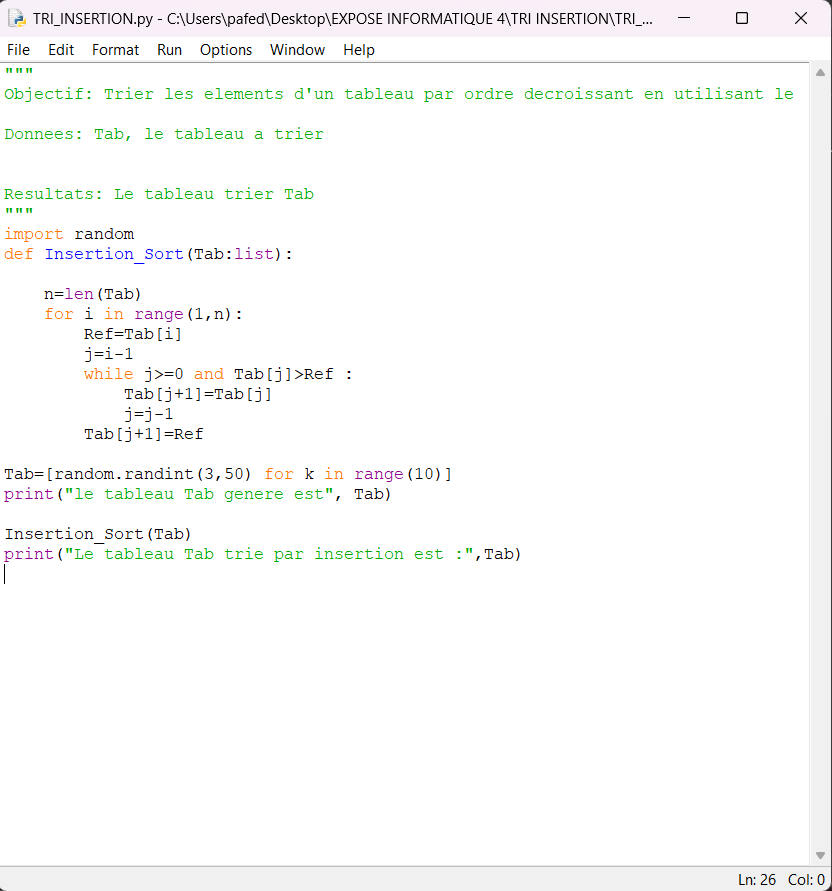 TRI_INSERTION.py - C:\Users\pafed\Desktop\EXPOSE INFORMATIQUE 4\TRI INSERTION\TRI_...
File Edit Format Run Options Window Help
"""
Objectif: Trier les elements d'un tableau par ordre decroissant en utilisant le
Donnees: Tab, le tableau a trier
Resultats: Le tableau trier Tab
"""
import random
def Insertion_Sort(Tab:list):
    n=len(Tab)
    for i in range(1,n):
        Ref=Tab[i]
        j=i-1
        while j>=0 and Tab[j]>Ref :
            Tab[j+1]=Tab[j]
            j=j-1
        Tab[j+1]=Ref
Tab=[random.randint(3,50) for k in range(10)]
print("le tableau Tab genere est", Tab)
Insertion_Sort(Tab)
print("Le tableau Tab trie par insertion est :",Tab)
Ln: 26 Col: 0